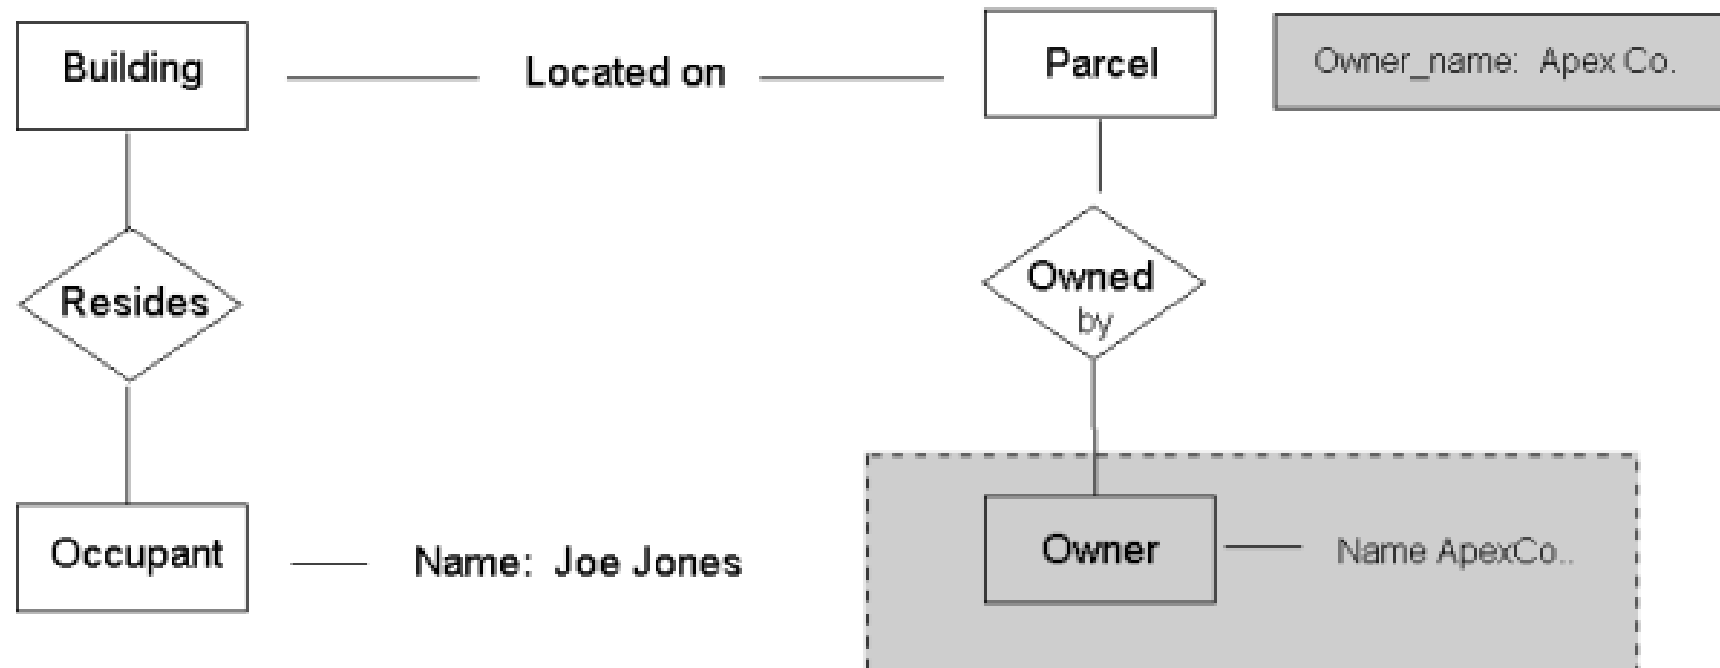 Building
Located on
Parcel
Owner_name: Apex Co.
Resides
Owned
by
Occupant
Name: Joe Jones
Owner
Name ApexCo..